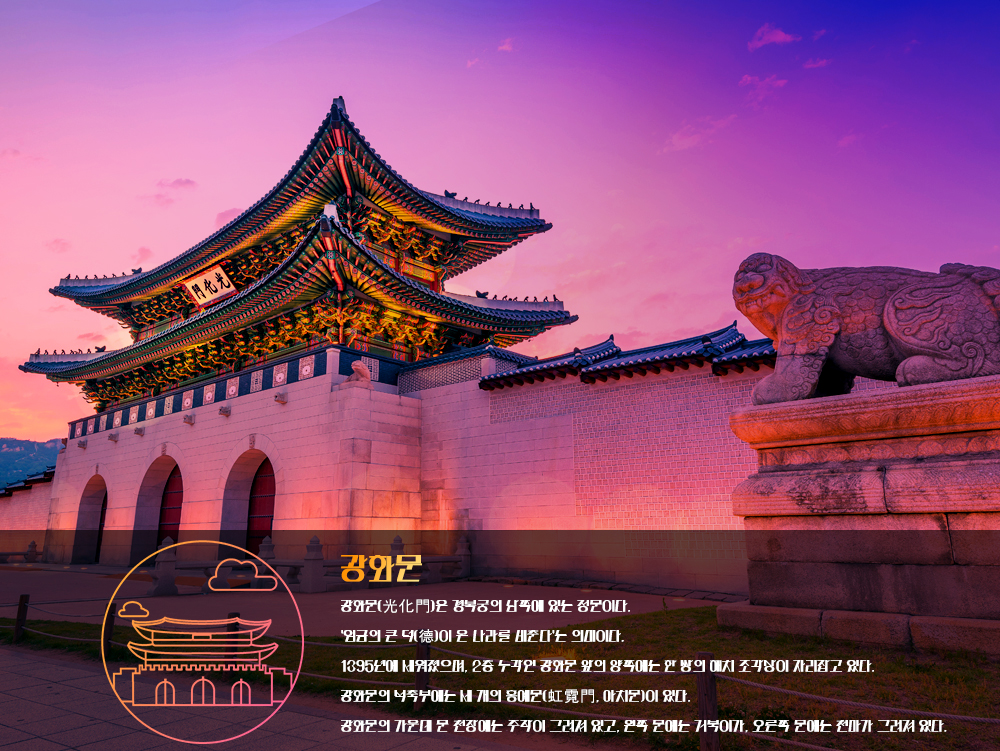 光化門
광화문
광화문(光化門)은 경복궁의 남쪽에 있는 정문이다.
'임금의 큰 덕(德)이 온 나라를 비춘다'는 의미이다.
1395년에 세워졌으며, 2층 누각인 광화문 앞의 양쪽에는 한 쌍의 해치 조각상이 자리잡고 있다.
광화문의 석축부에는 세 개의 홍예문(虹霓門, 아치문)이 있다.
광화문의 가운데 문 천장에는 주작이 그려져 있고, 왼쪽 문에는 거북이가, 오른쪽 문에는 천마가 그려져 있다.